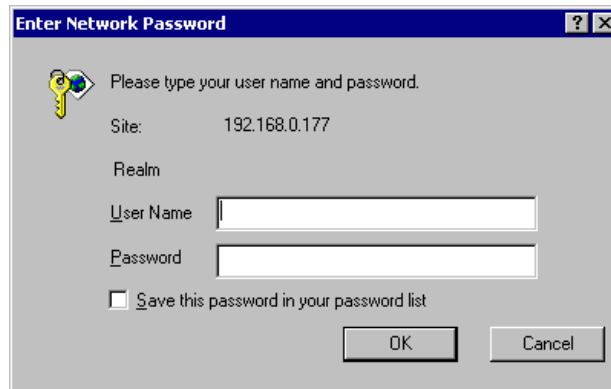 Enter Network Password
Please type your user name and password.
Site: 192.168.0.177
Realm
User Name
Password
Save this password in your password list
OK Cancel